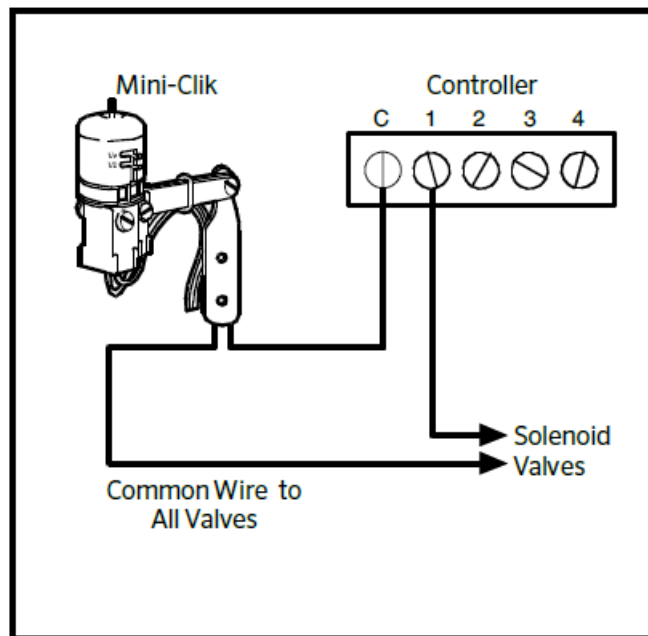 Mini-Clik
Controller
C 1 2 3 4
Solenoid
Valves
Common Wire to
All Valves